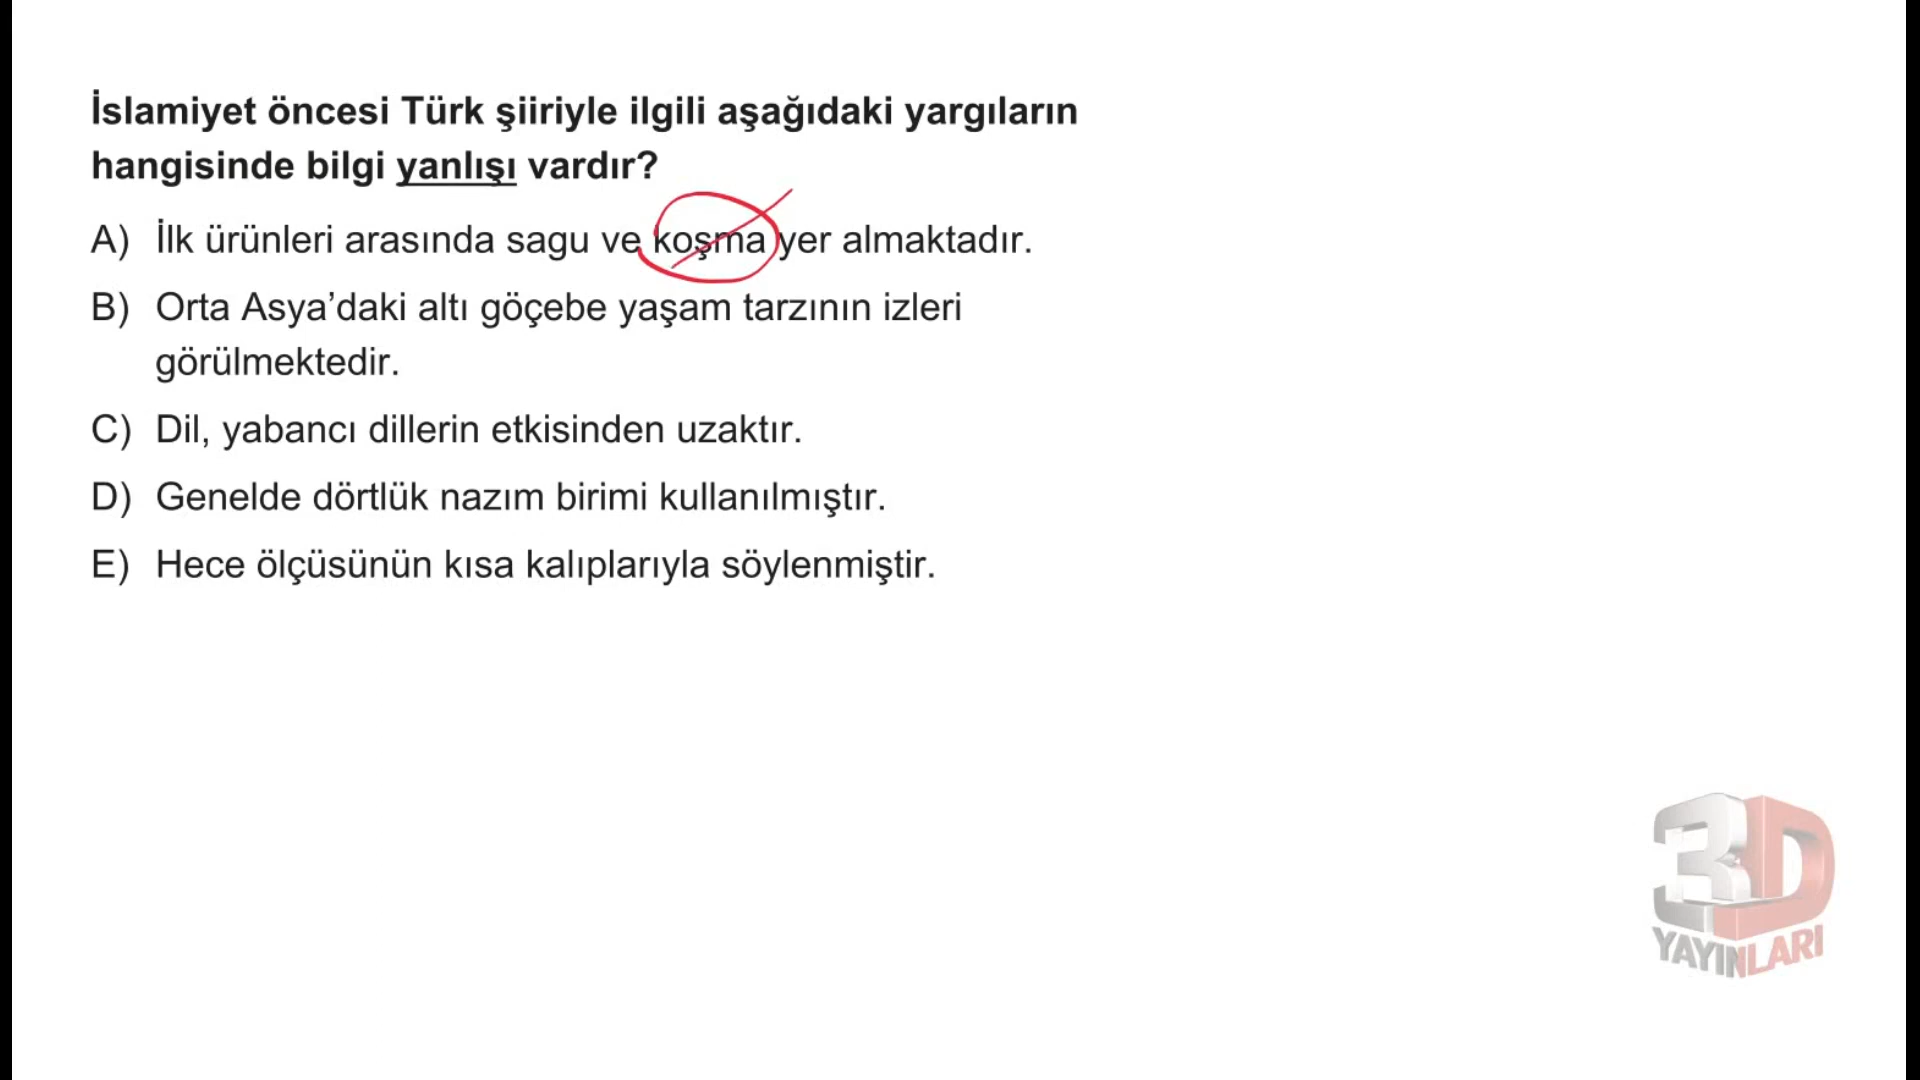 İslamiyet öncesi Türk şiiriyle ilgili aşağıdaki yargıların
hangisinde bilgi yanlışı vardır?
A) İlk ürünleri arasında sagu ve koşma yer almaktadır.
B) Orta Asya’daki altı göçebe yaşam tarzının izleri
görülmektedir.
C) Dil, yabancı dillerin etkisinden uzaktır.
D) Genelde dörtlük nazım birimi kullanılmıştır.
E) Hece ölçüsünün kısa kalıplarıyla söylenmiştir.
3D
YAYINLARI